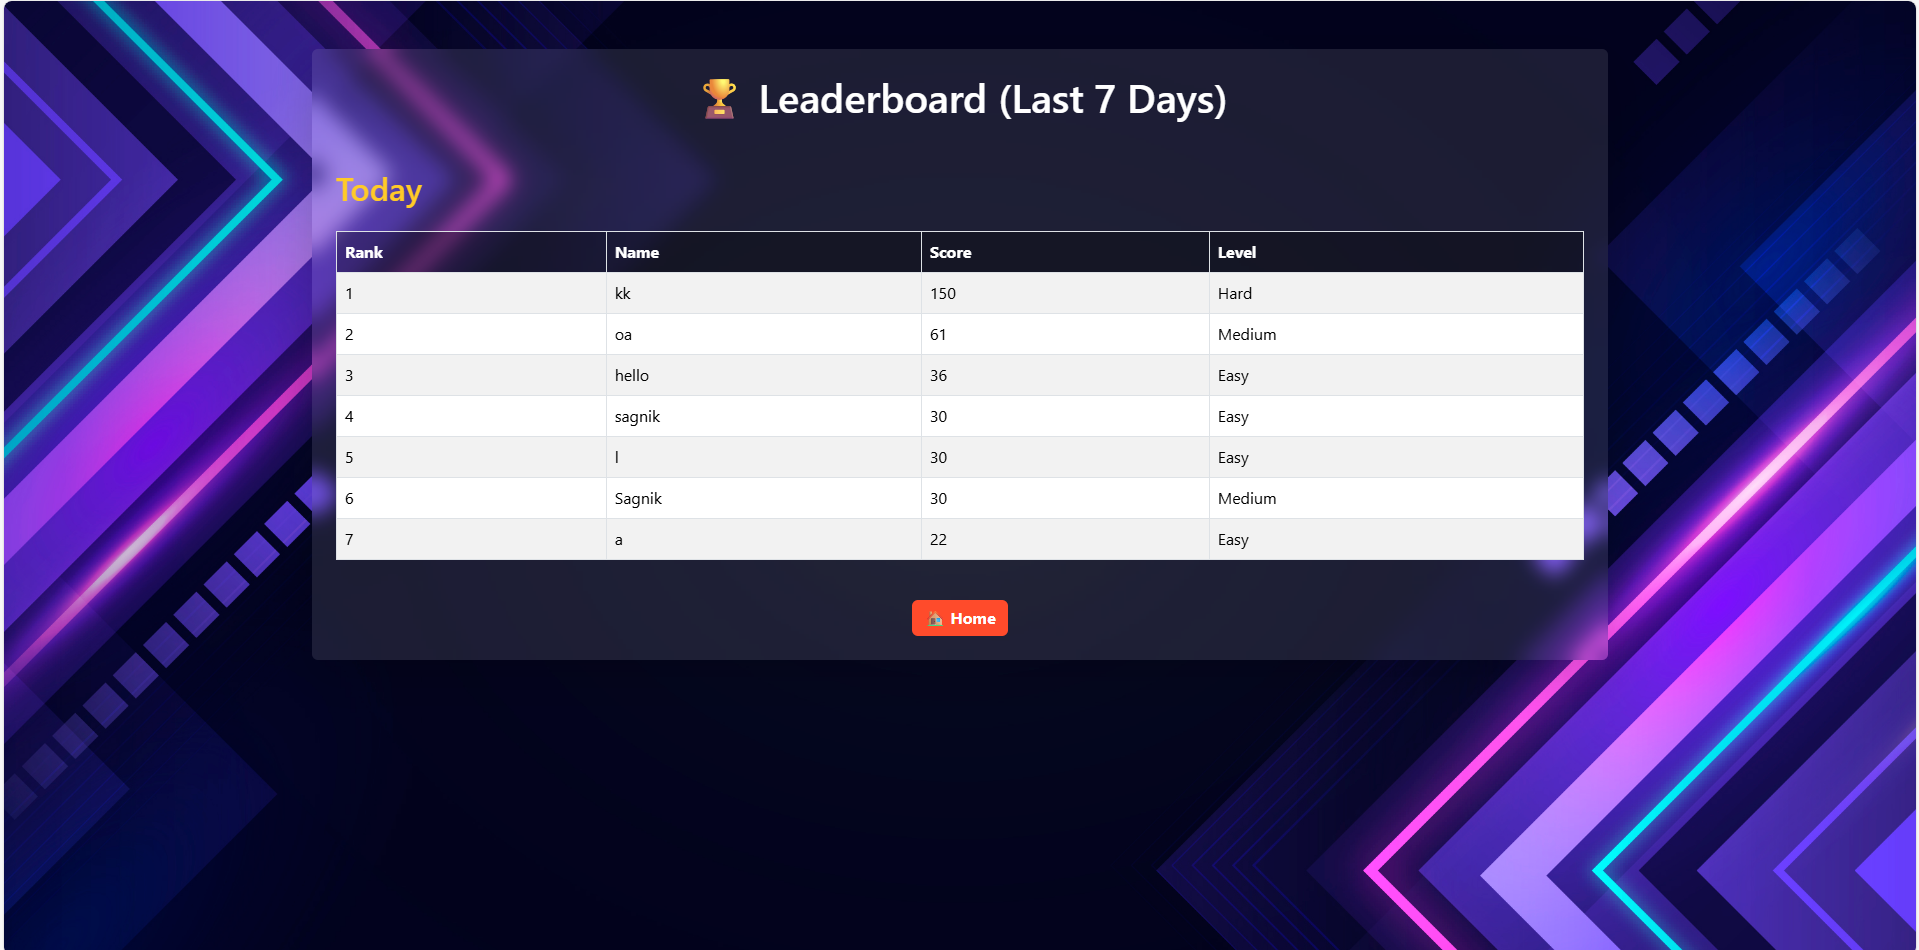 🏆 Leaderboard (Last 7 Days)
Today
Rank Name Score Level
1 kk 150 Hard
2 oa 61 Medium
3 hello 36 Easy
4 sagnik 30 Easy
5 l 30 Easy
6 Sagnik 30 Medium
7 a 22 Easy
🏠 Home